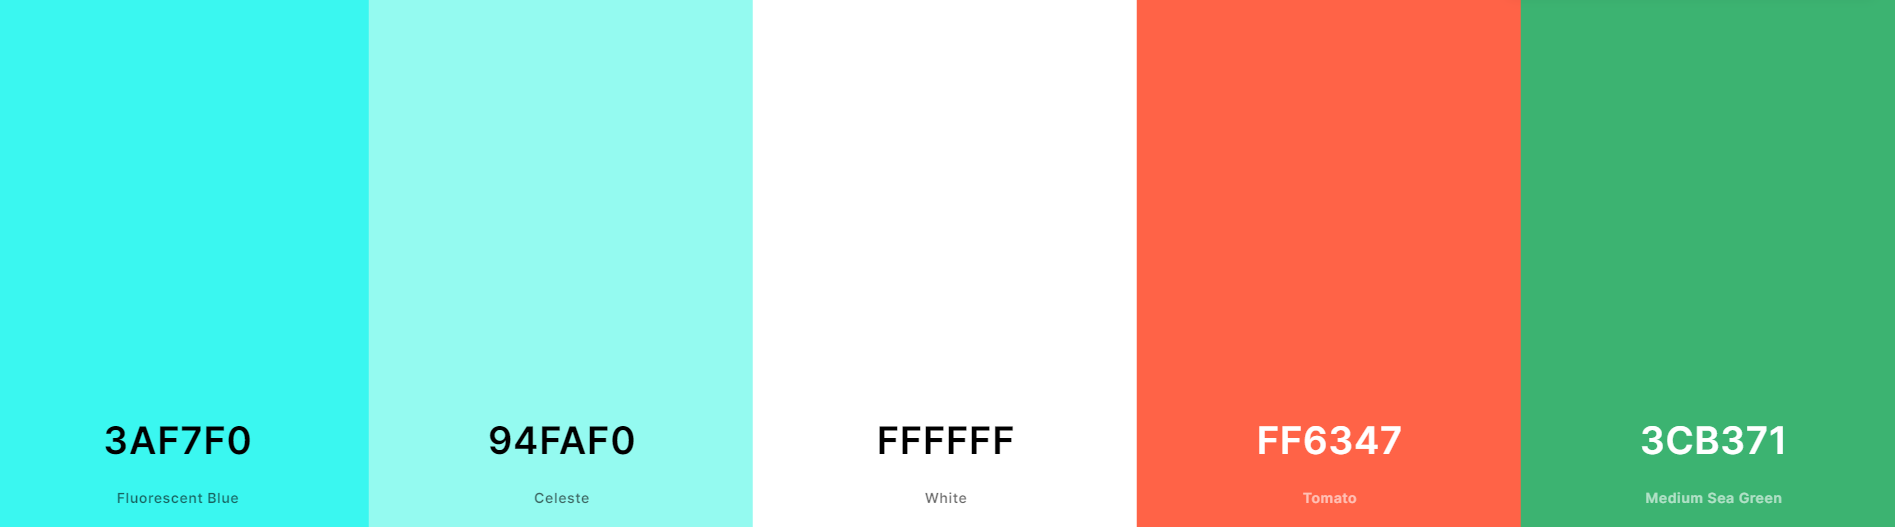 3AF7F0
Fluorescent Blue
94FAF0
Celeste
FFFFFF
White
FF6347
Tomato
3CB371
Medium Sea Green